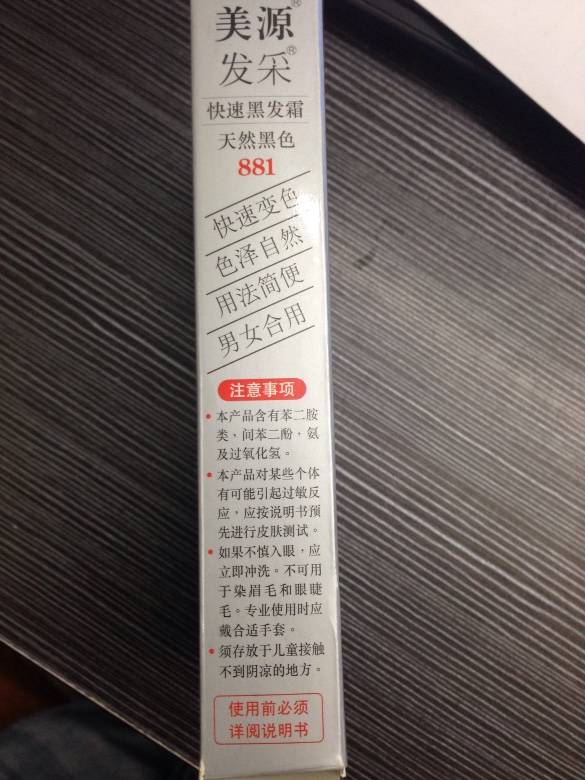 美源®
发采®
快速黑发霜
天然黑色
881
快速变色
色泽自然
用法简便
男女合用
注意事项
• 本产品含有苯二胺
类，间苯二酚，氨
及过氧化氢。
• 本产品对某些个体
有可能引起过敏反
应，应按说明书预
先进行皮肤测试。
• 如果不慎入眼，应
立即冲洗。不可用
于染眉毛和眼睫
毛。专业使用时应
戴合适手套。
• 须存放于儿童接触
不到阴凉的地方。
使用前必须
详阅说明书